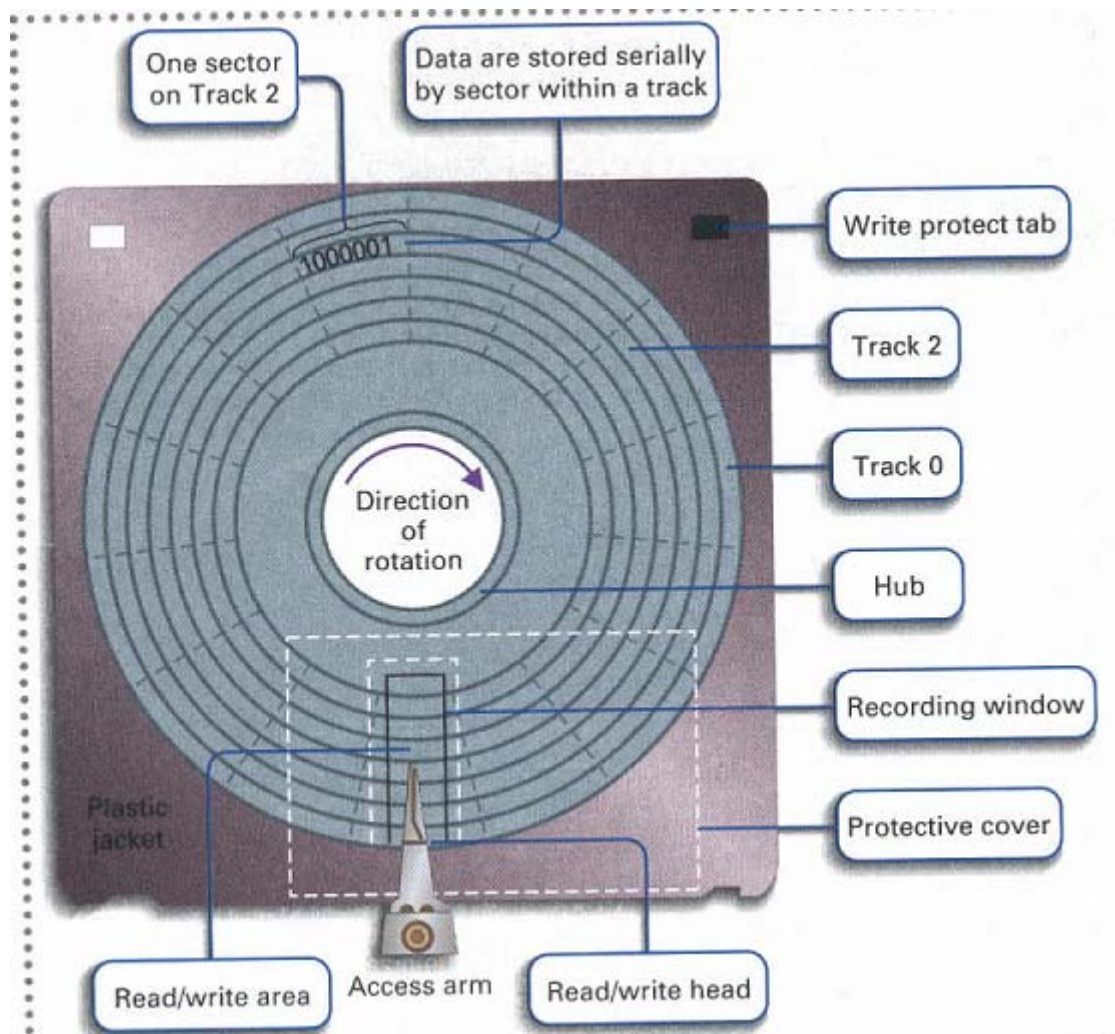 One sector
on Track 2
Data are stored serially
by sector within a track
1000001
Write protect tab
Track 2
Track 0
Direction
of
rotation
Hub
Recording window
Plastic
jacket
Protective cover
Read/write area
Access arm
Read/write head